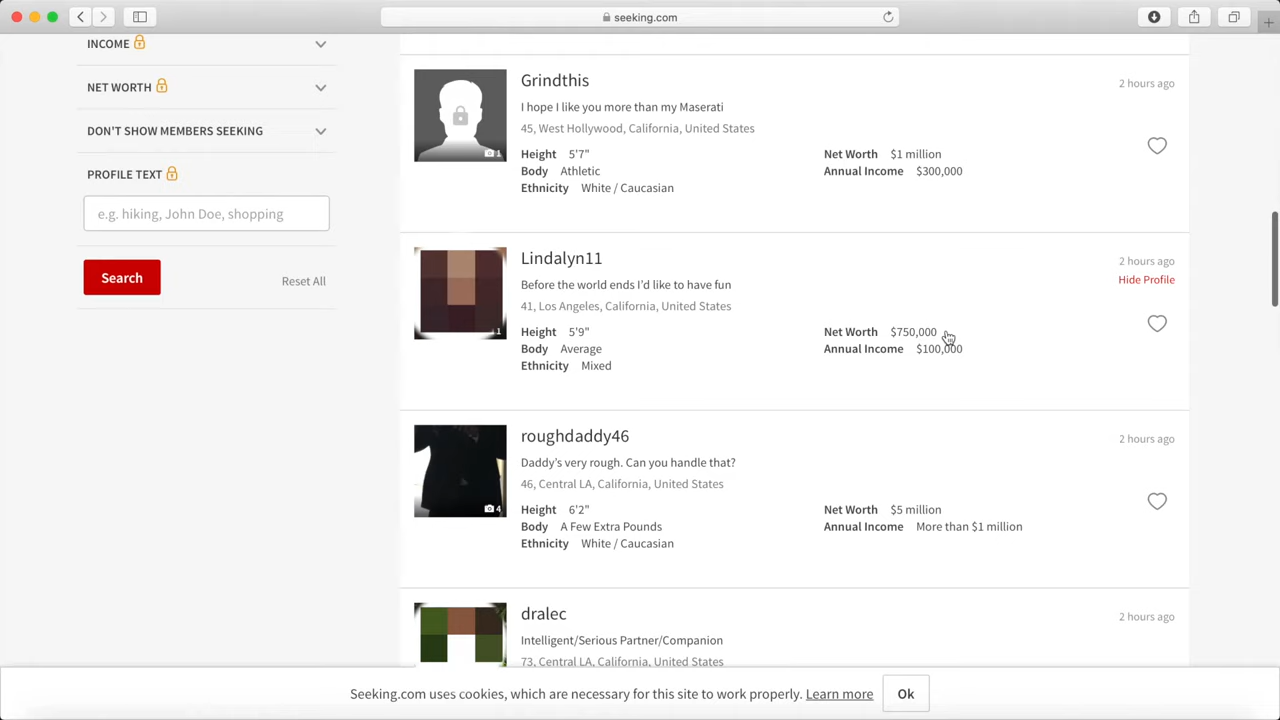 seeking.com
INCOME
NET WORTH
DON'T SHOW MEMBERS SEEKING
PROFILE TEXT
e.g. hiking, John Doe, shopping
Search
Reset All
Grindthis
2 hours ago
I hope I like you more than my Maserati
45, West Hollywood, California, United States
Height 5'7"
Net Worth $1 million
1
Body Athletic
Annual Income $300,000
Ethnicity White / Caucasian
Lindalyn11
2 hours ago
Before the world ends I'd like to have fun
Hide Profile
41, Los Angeles, California, United States
Height 5'9"
Net Worth $750,000
1
Body Average
Annual Income $100,000
Ethnicity Mixed
roughdaddy46
2 hours ago
Daddy's very rough. Can you handle that?
46, Central LA, California, United States
Height 6'2"
Net Worth $5 million
4
Body A Few Extra Pounds
Annual Income More than $1 million
Ethnicity White / Caucasian
dralec
2 hours ago
Intelligent/Serious Partner/Companion
73, Central LA, California, United States
Seeking.com uses cookies, which are necessary for this site to work properly. Learn more
Ok